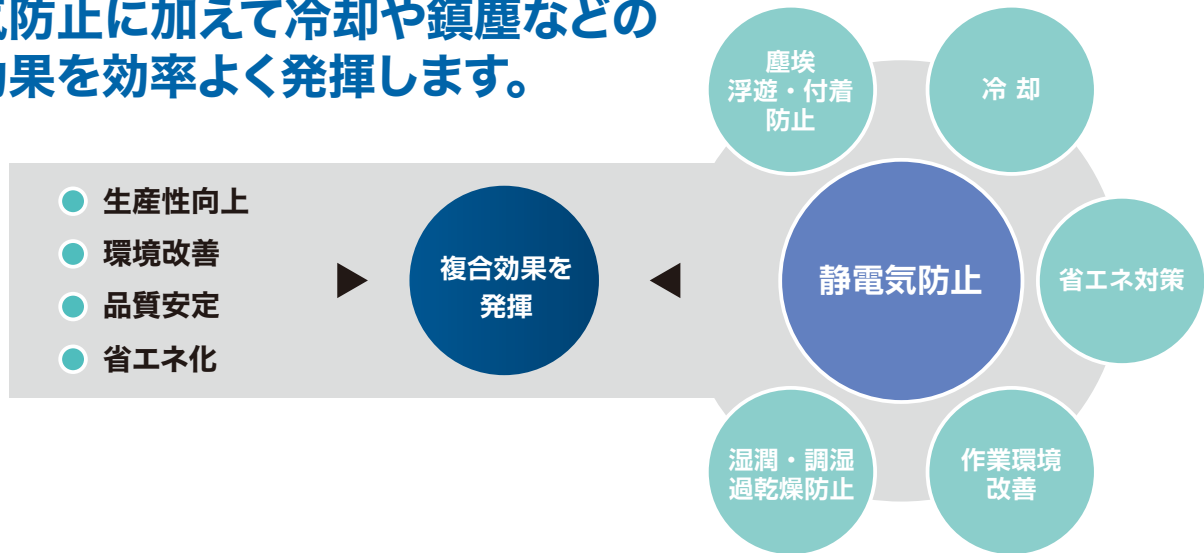 気防止に加えて冷却や鎮塵などの
効果を効率よく発揮します。
生産性向上
環境改善
品質安定
省エネ化
複合効果を
発揮
静電気防止
塵埃
浮遊・付着
防止
冷 却
省エネ対策
作業環境
改善
湿潤・調湿
過乾燥防止